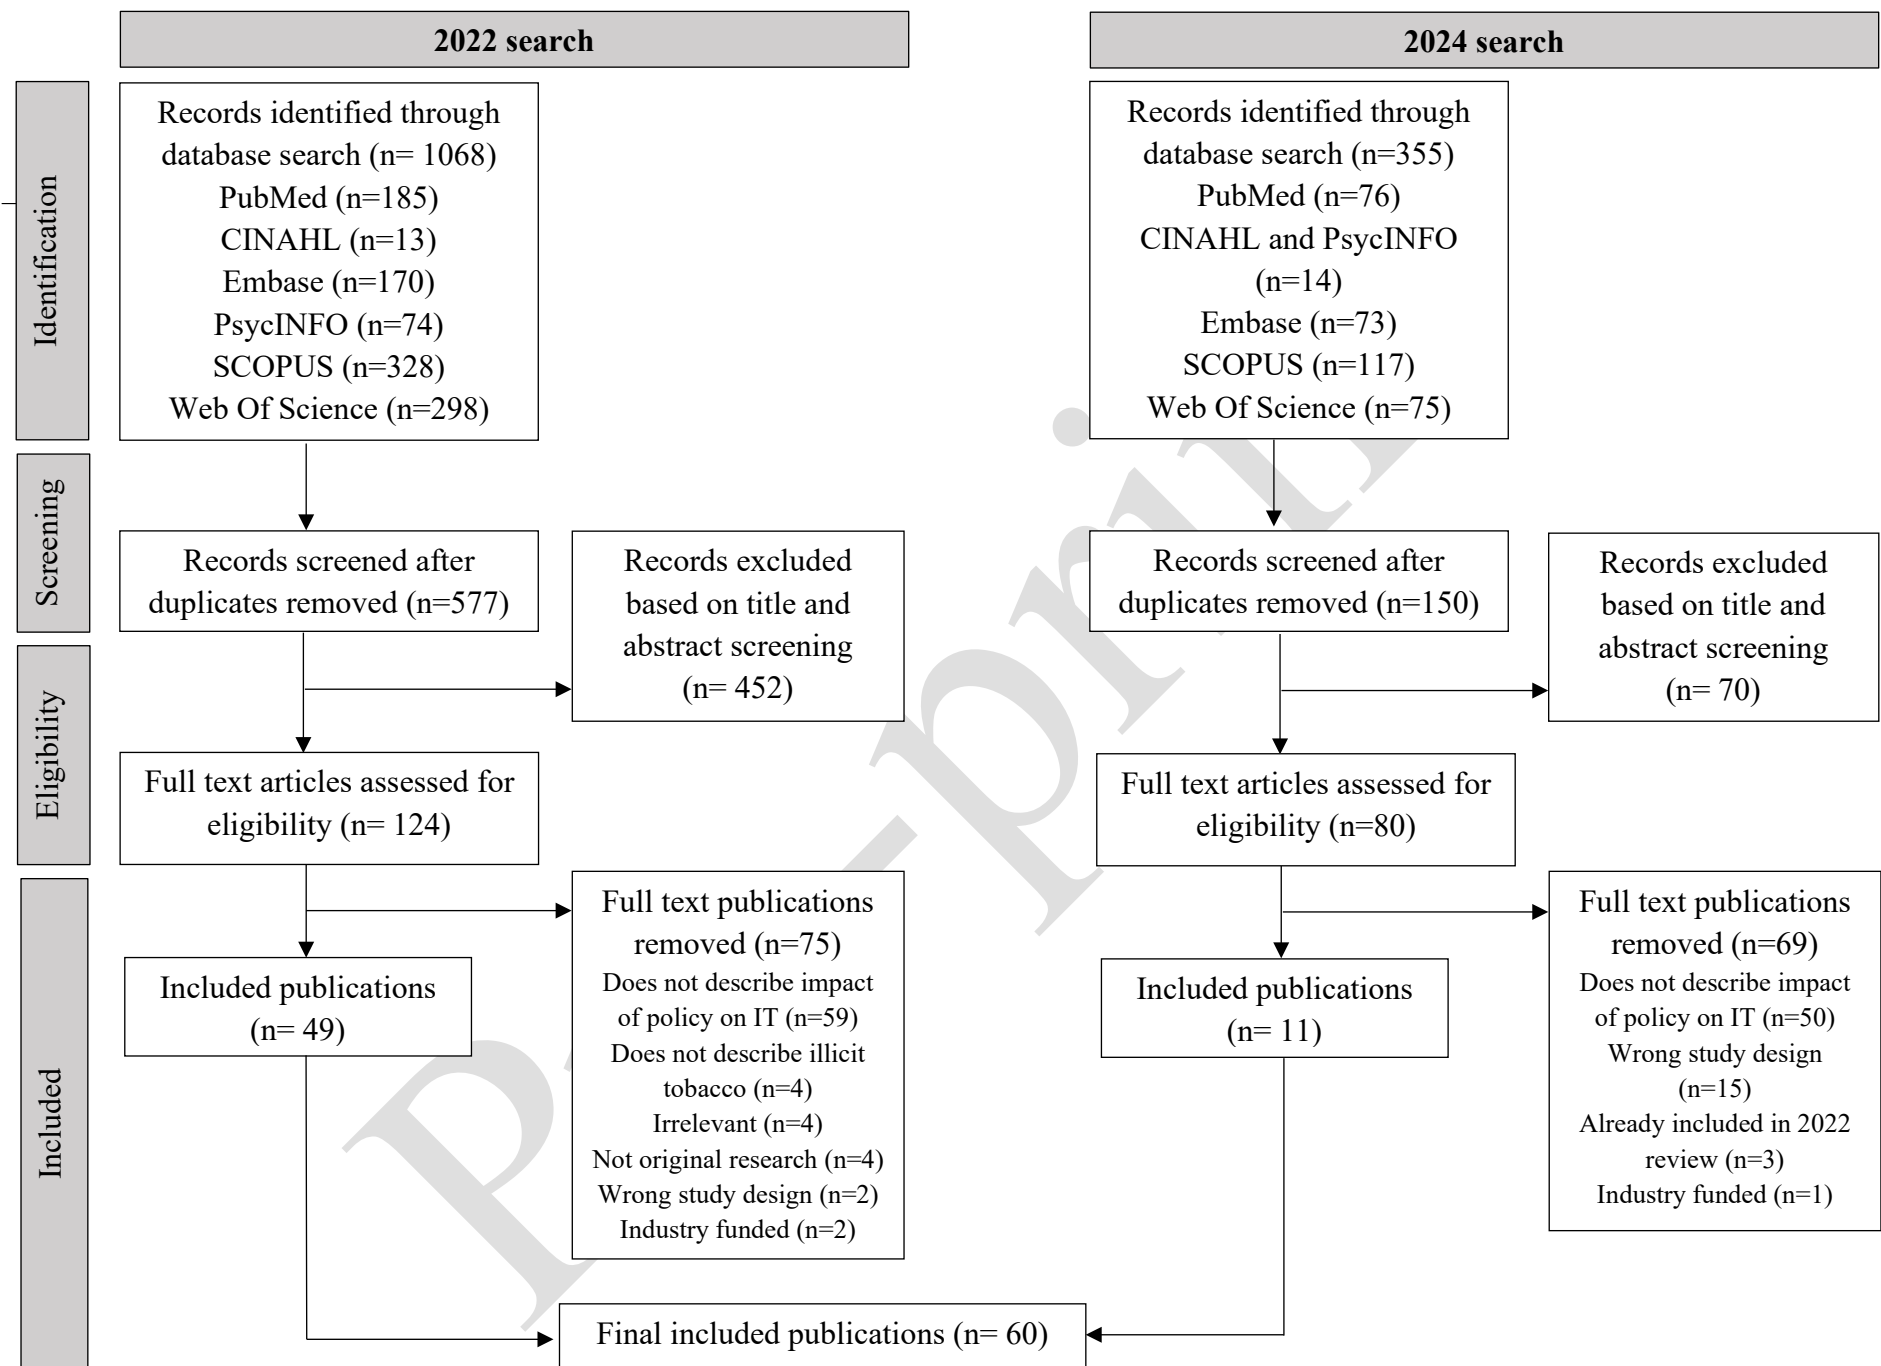 2022 search
2024 search
Identification
Records identified through
database search (n= 1068)
PubMed (n=185)
CINAHL (n=13)
Embase (n=170)
PsycINFO (n=74)
SCOPUS (n=328)
Web Of Science (n=298)
Records identified through
database search (n=355)
PubMed (n=76)
CINAHL and PsycINFO
(n=14)
Embase (n=73)
SCOPUS (n=117)
Web Of Science (n=75)
Screening
Records screened after
duplicates removed (n=577)
Records excluded
based on title and
abstract screening
(n= 452)
Records screened after
duplicates removed (n=150)
Records excluded
based on title and
abstract screening
(n= 70)
Eligibility
Full text articles assessed for
eligibility (n= 124)
Full text articles assessed for
eligibility (n=80)
Included
Included publications
(n= 49)
Full text publications
removed (n=75)
Does not describe impact
of policy on IT (n=59)
Does not describe illicit
tobacco (n=4)
Irrelevant (n=4)
Not original research (n=4)
Wrong study design (n=2)
Industry funded (n=2)
Included publications
(n= 11)
Full text publications
removed (n=69)
Does not describe impact
of policy on IT (n=50)
Wrong study design
(n=15)
Already included in 2022
review (n=3)
Industry funded (n=1)
Final included publications (n= 60)